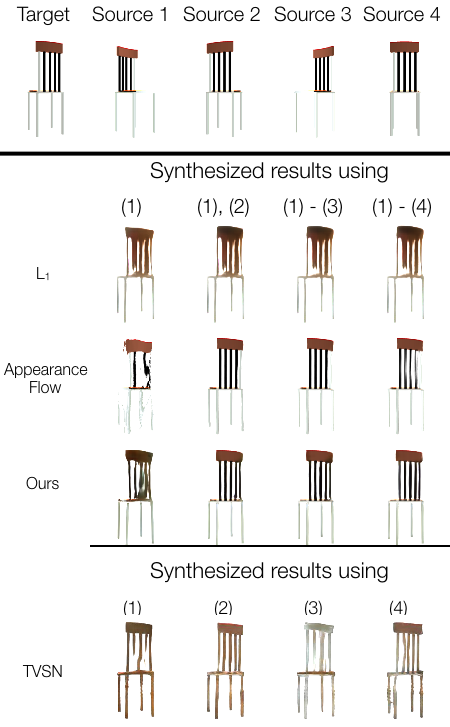 Target Source 1 Source 2 Source 3 Source 4
Synthesized results using
(1) (1), (2) (1) - (3) (1) - (4)
L₁
Appearance
Flow
Ours
Synthesized results using
(1) (2) (3) (4)
TVSN